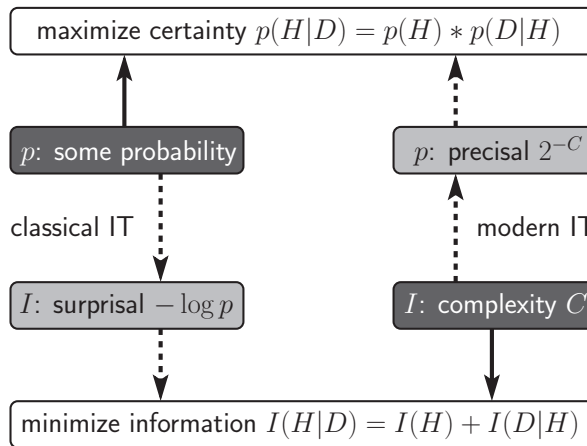 maximize certainty p(H|D) = p(H) * p(D|H)
p: some probability
p: precisal 2^{-C}
classical IT
modern IT
I: surprisal − log p
I: complexity C
minimize information I(H|D) = I(H) + I(D|H)